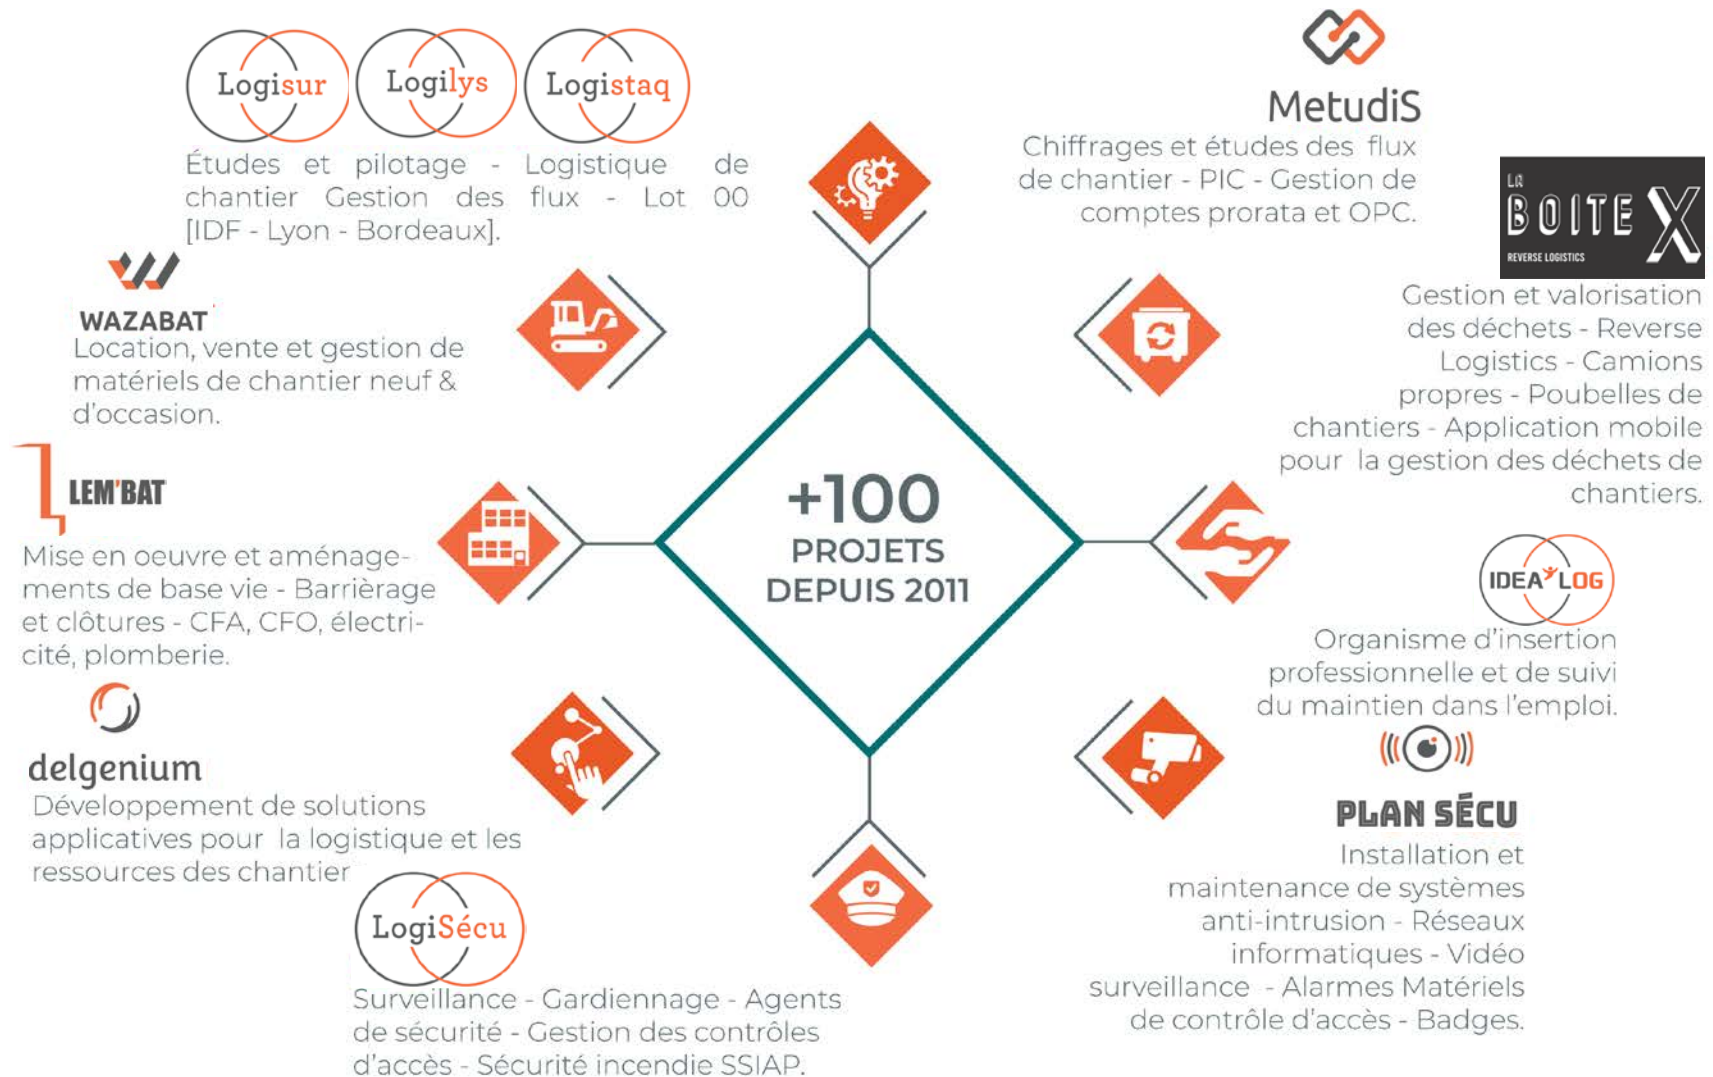 Logisur
Logilys
Logistaq
Études et pilotage - Logistique de
chantier Gestion des flux - Lot 00
[IDF - Lyon - Bordeaux].
MetudiS
Chiffrages et études des flux
de chantier - PIC - Gestion de
comptes prorata et OPC.
LA
BOITE X
REVERSE LOGISTICS
Gestion et valorisation
des déchets - Reverse
Logistics - Camions
propres - Poubelles de
chantiers - Application mobile
pour la gestion des déchets de
chantiers.
WAZABAT
Location, vente et gestion de
matériels de chantier neuf &
d'occasion.
LEM'BAT
Mise en oeuvre et aménage-
ments de base vie - Barrièrage
et clôtures - CFA, CFO, électri-
cité, plomberie.
+100
PROJETS
DEPUIS 2011
IDEA LOG
Organisme d'insertion
professionnelle et de suivi
du maintien dans l'emploi.
delgenium
Développement de solutions
applicatives pour la logistique et les
ressources des chantier
PLAN SÉCU
Installation et
maintenance de systèmes
anti-intrusion - Réseaux
informatiques - Vidéo
surveillance - Alarmes Matériels
de contrôle d'accès - Badges.
LogiSécu
Surveillance - Gardiennage - Agents
de sécurité - Gestion des contrôles
d'accès - Sécurité incendie SSIAP.